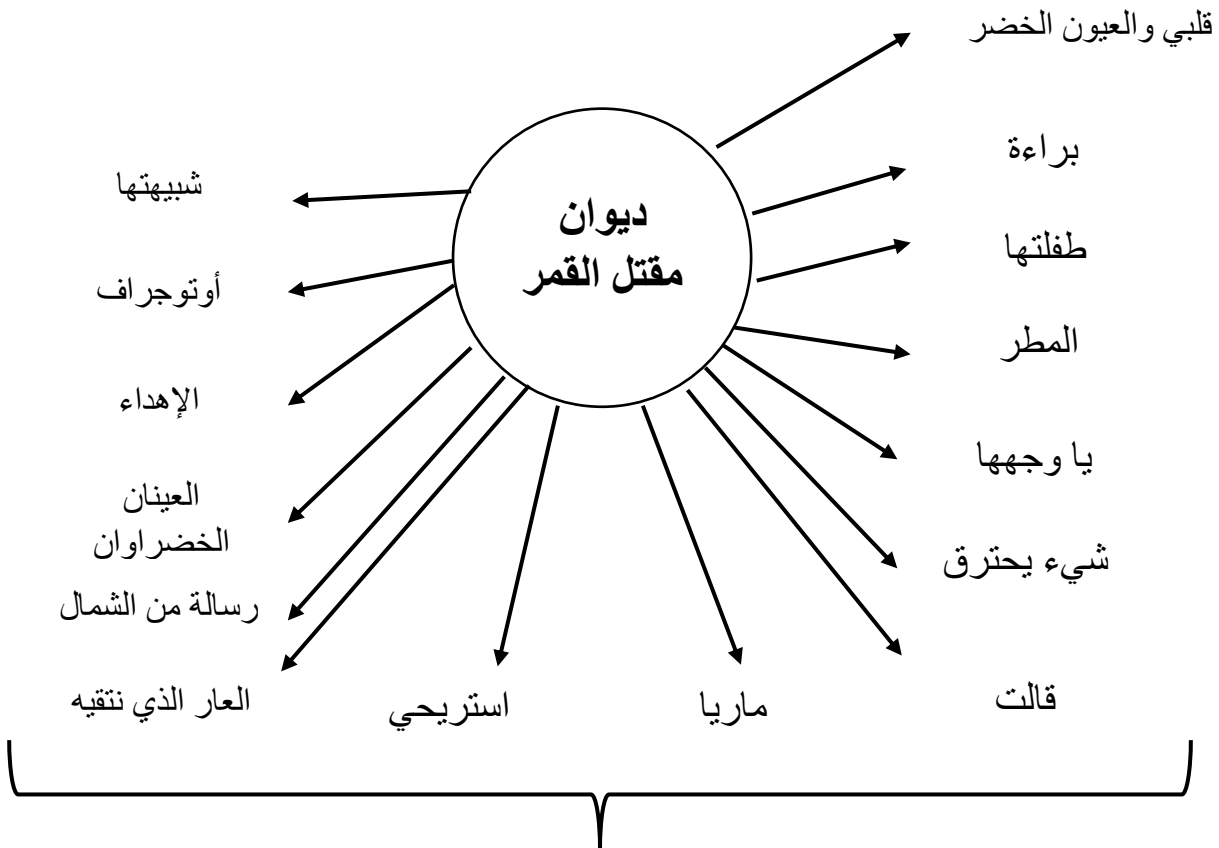 قلبي والعيون الخضر
براءة
طفلتها
المطر
يا وجهها
شيء يحترق
قالت
ديوان
مقتل القمر
ماريا
استريحي
شبيهتها
أوتوجراف
الإهداء
العينان
الخضراوان
رسالة من الشمال
العار الذي نتقيه